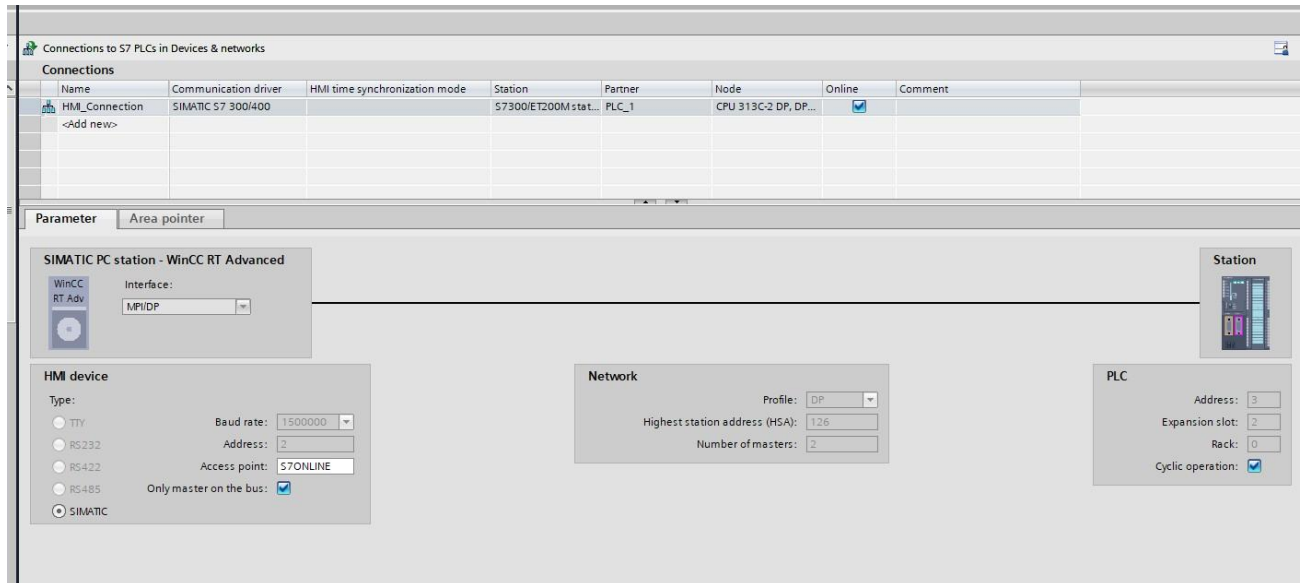 Connections to S7 PLCs in Devices & networks
Connections
Name Communication driver HMI time synchronization mode Station Partner Node Online Comment
HMI_Connection SIMATIC S7 300/400 S7300/ET200M stat... PLC_1 CPU 313C-2 DP, DP...
<Add new>
Parameter Area pointer
SIMATIC PC station - WinCC RT Advanced
Station
WinCC
RT Adv
Interface:
MPI/DP
HMI device
Type:
TTY
RS232
RS422
RS485
SIMATIC
Baud rate: 1500000
Address: 2
Access point: S7ONLINE
Only master on the bus:
Network
Profile: DP
Highest station address (HSA): 126
Number of masters: 2
PLC
Address: 3
Expansion slot: 2
Rack: 0
Cyclic operation: